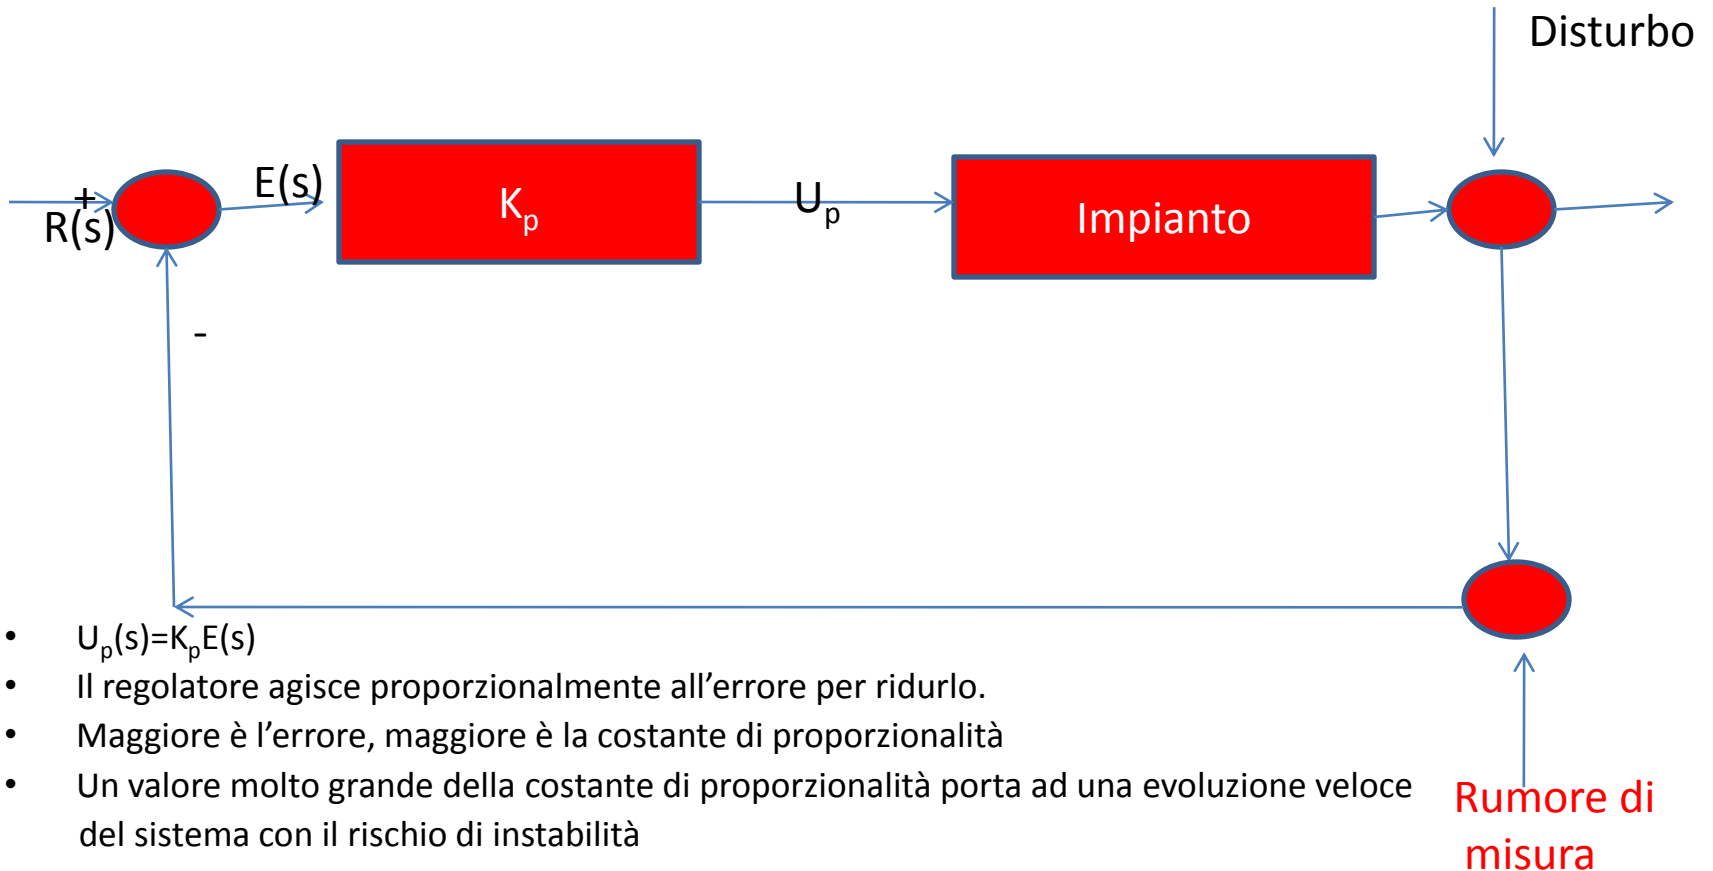 Disturbo
+
R(s)
E(s)
Kp
Up
Impianto
-
• Up(s)=KpE(s)
• Il regolatore agisce proporzionalmente all’errore per ridurlo.
• Maggiore è l’errore, maggiore è la costante di proporzionalità
• Un valore molto grande della costante di proporzionalità porta ad una evoluzione veloce
del sistema con il rischio di instabilità
Rumore di
misura